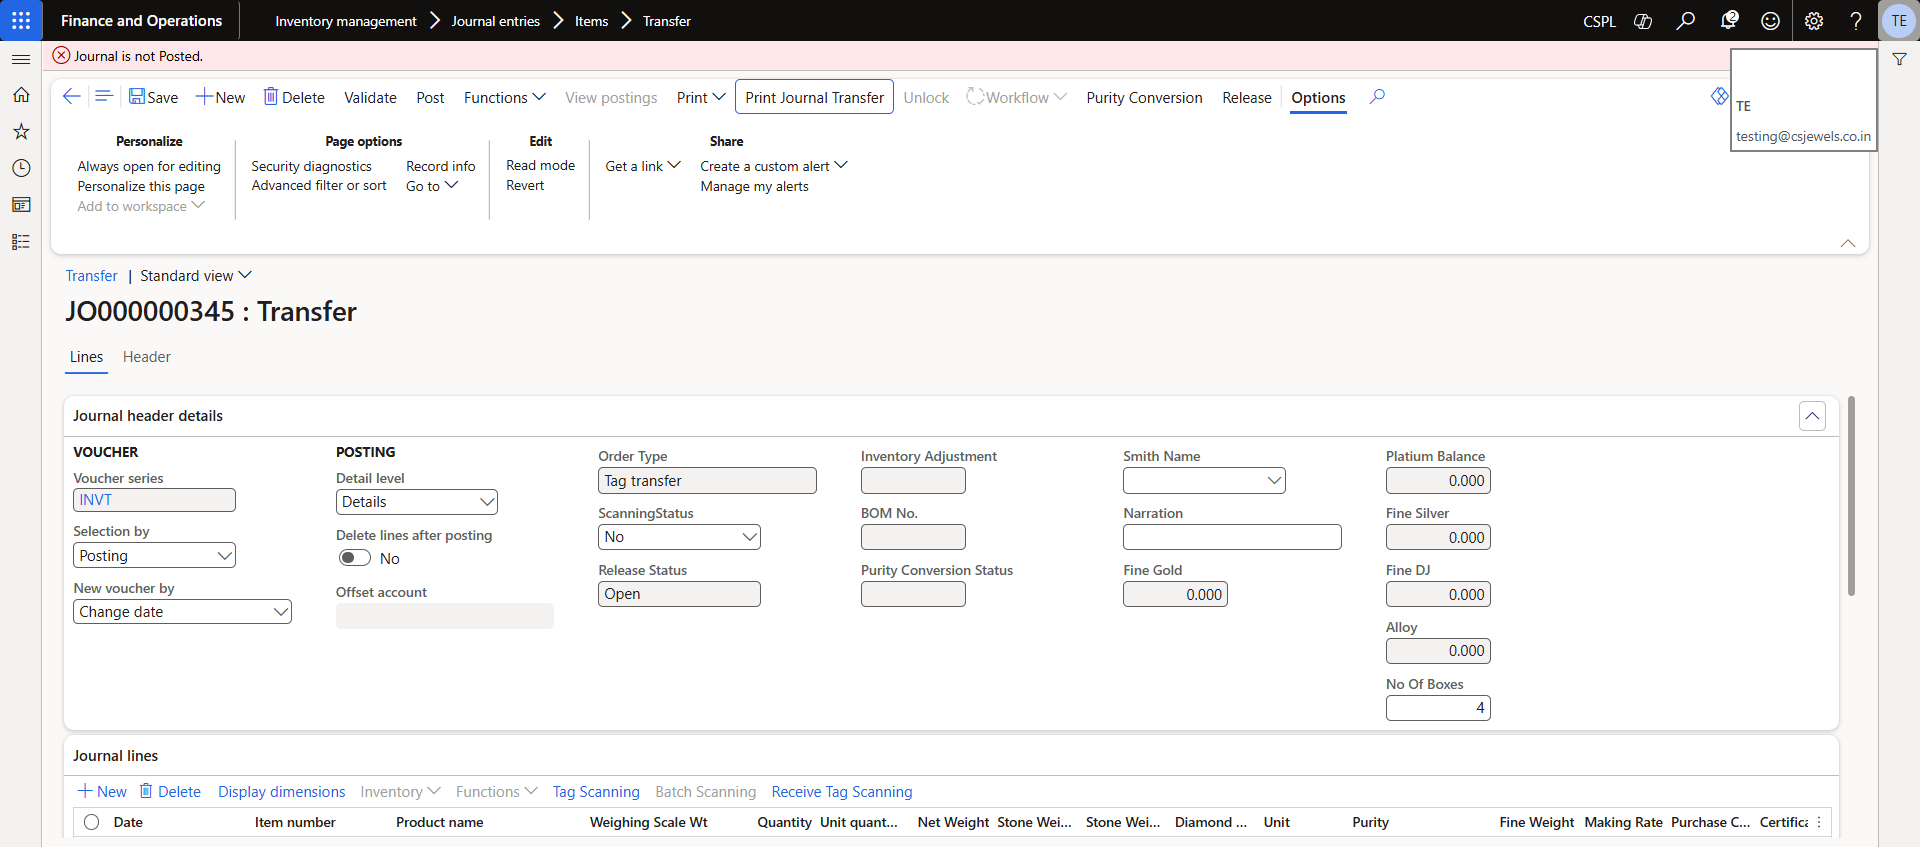 Finance and Operations
Inventory management > Journal entries > Items > Transfer
CSPL
2
TE
Journal is not Posted.
Save New Delete Validate Post Functions View postings Print Print Journal Transfer Unlock Workflow Purity Conversion Release Options
TE
testing@csjewels.co.in
Personalize
Always open for editing
Personalize this page
Add to workspace
Page options
Security diagnostics
Advanced filter or sort
Record info
Go to
Edit
Read mode
Revert
Share
Get a link
Create a custom alert
Manage my alerts
Transfer | Standard view
JO000000345 : Transfer
Lines Header
Journal header details
VOUCHER
Voucher series
INVT
Selection by
Posting
New voucher by
Change date
POSTING
Detail level
Details
Delete lines after posting
No
Offset account
Order Type
Tag transfer
ScanningStatus
No
Release Status
Open
Inventory Adjustment
BOM No.
Purity Conversion Status
Smith Name
Narration
Fine Gold
0.000
Platium Balance
0.000
Fine Silver
0.000
Fine DJ
0.000
Alloy
0.000
No Of Boxes
4
Journal lines
New Delete Display dimensions Inventory Functions Tag Scanning Batch Scanning Receive Tag Scanning
Date Item number Product name Weighing Scale Wt Quantity Unit quant... Net Weight Stone Wei... Stone Wei... Diamond ... Unit Purity Fine Weight Making Rate Purchase C... Certifica